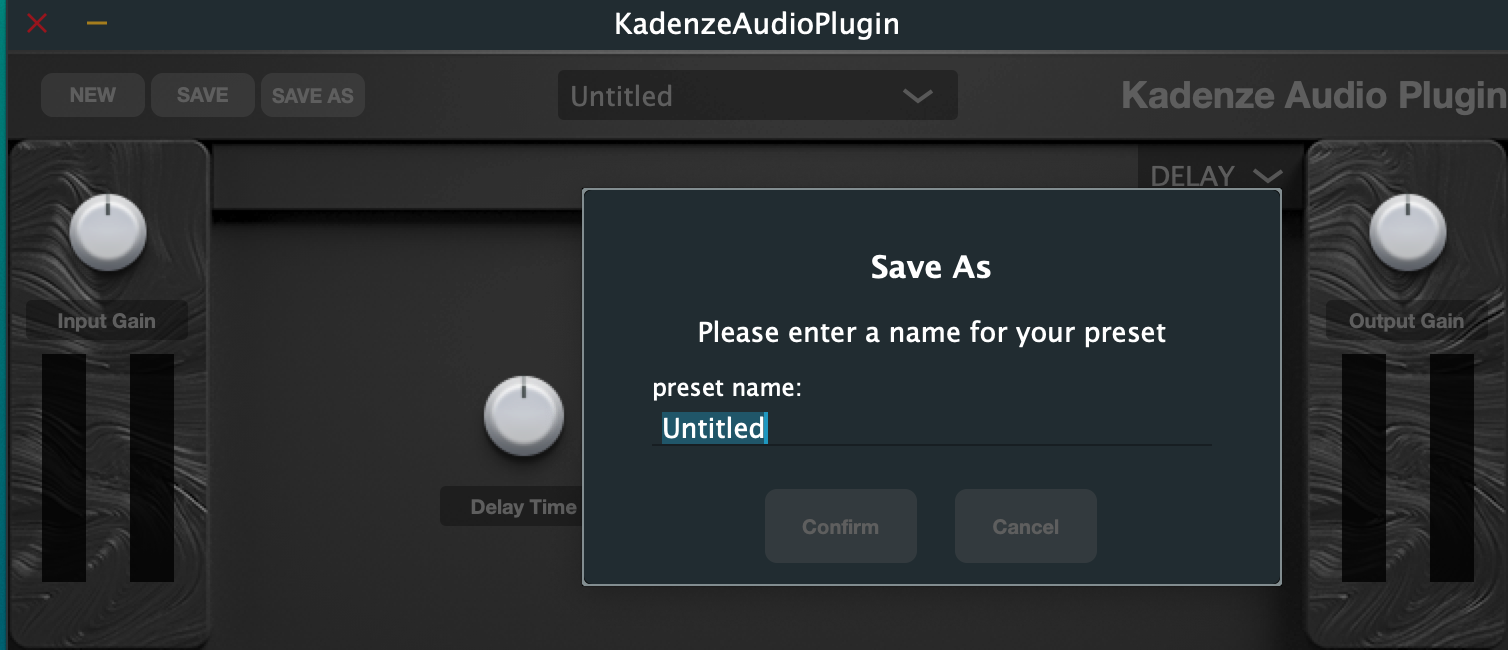 KadenzeAudioPlugin
NEW SAVE SAVE AS Untitled Kadenze Audio Plugin
DELAY
Input Gain
Output Gain
Delay Time
Save As
Please enter a name for your preset
preset name:
Untitled
Confirm Cancel